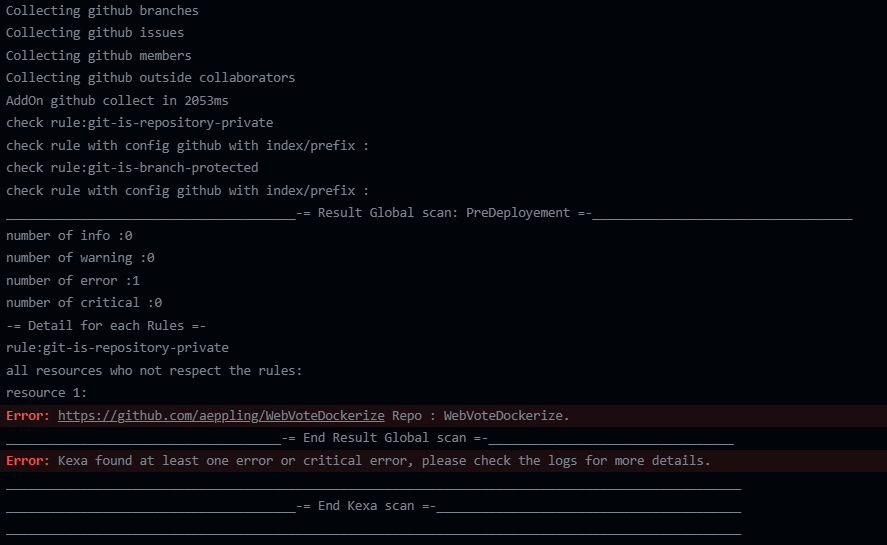 Collecting github branches
Collecting github issues
Collecting github members
Collecting github outside collaborators
AddOn github collect in 2053ms
check rule:git-is-repository-private
check rule with config github with index/prefix :
check rule:git-is-branch-protected
check rule with config github with index/prefix :
______________________________________-= Result Global scan: PreDeployement =-__________________________________
number of info :0
number of warning :0
number of error :1
number of critical :0
-= Detail for each Rules =-
rule:git-is-repository-private
all resources who not respect the rules:
resource 1:
Error: https://github.com/aeppling/WebVoteDockerize Repo : WebVoteDockerize.
____________________________________-= End Result Global scan =-________________________________
Error: Kexa found at least one error or critical error, please check the logs for more details.
________________________________________________________________________________________________
______________________________________-= End Kexa scan =-________________________________________
________________________________________________________________________________________________